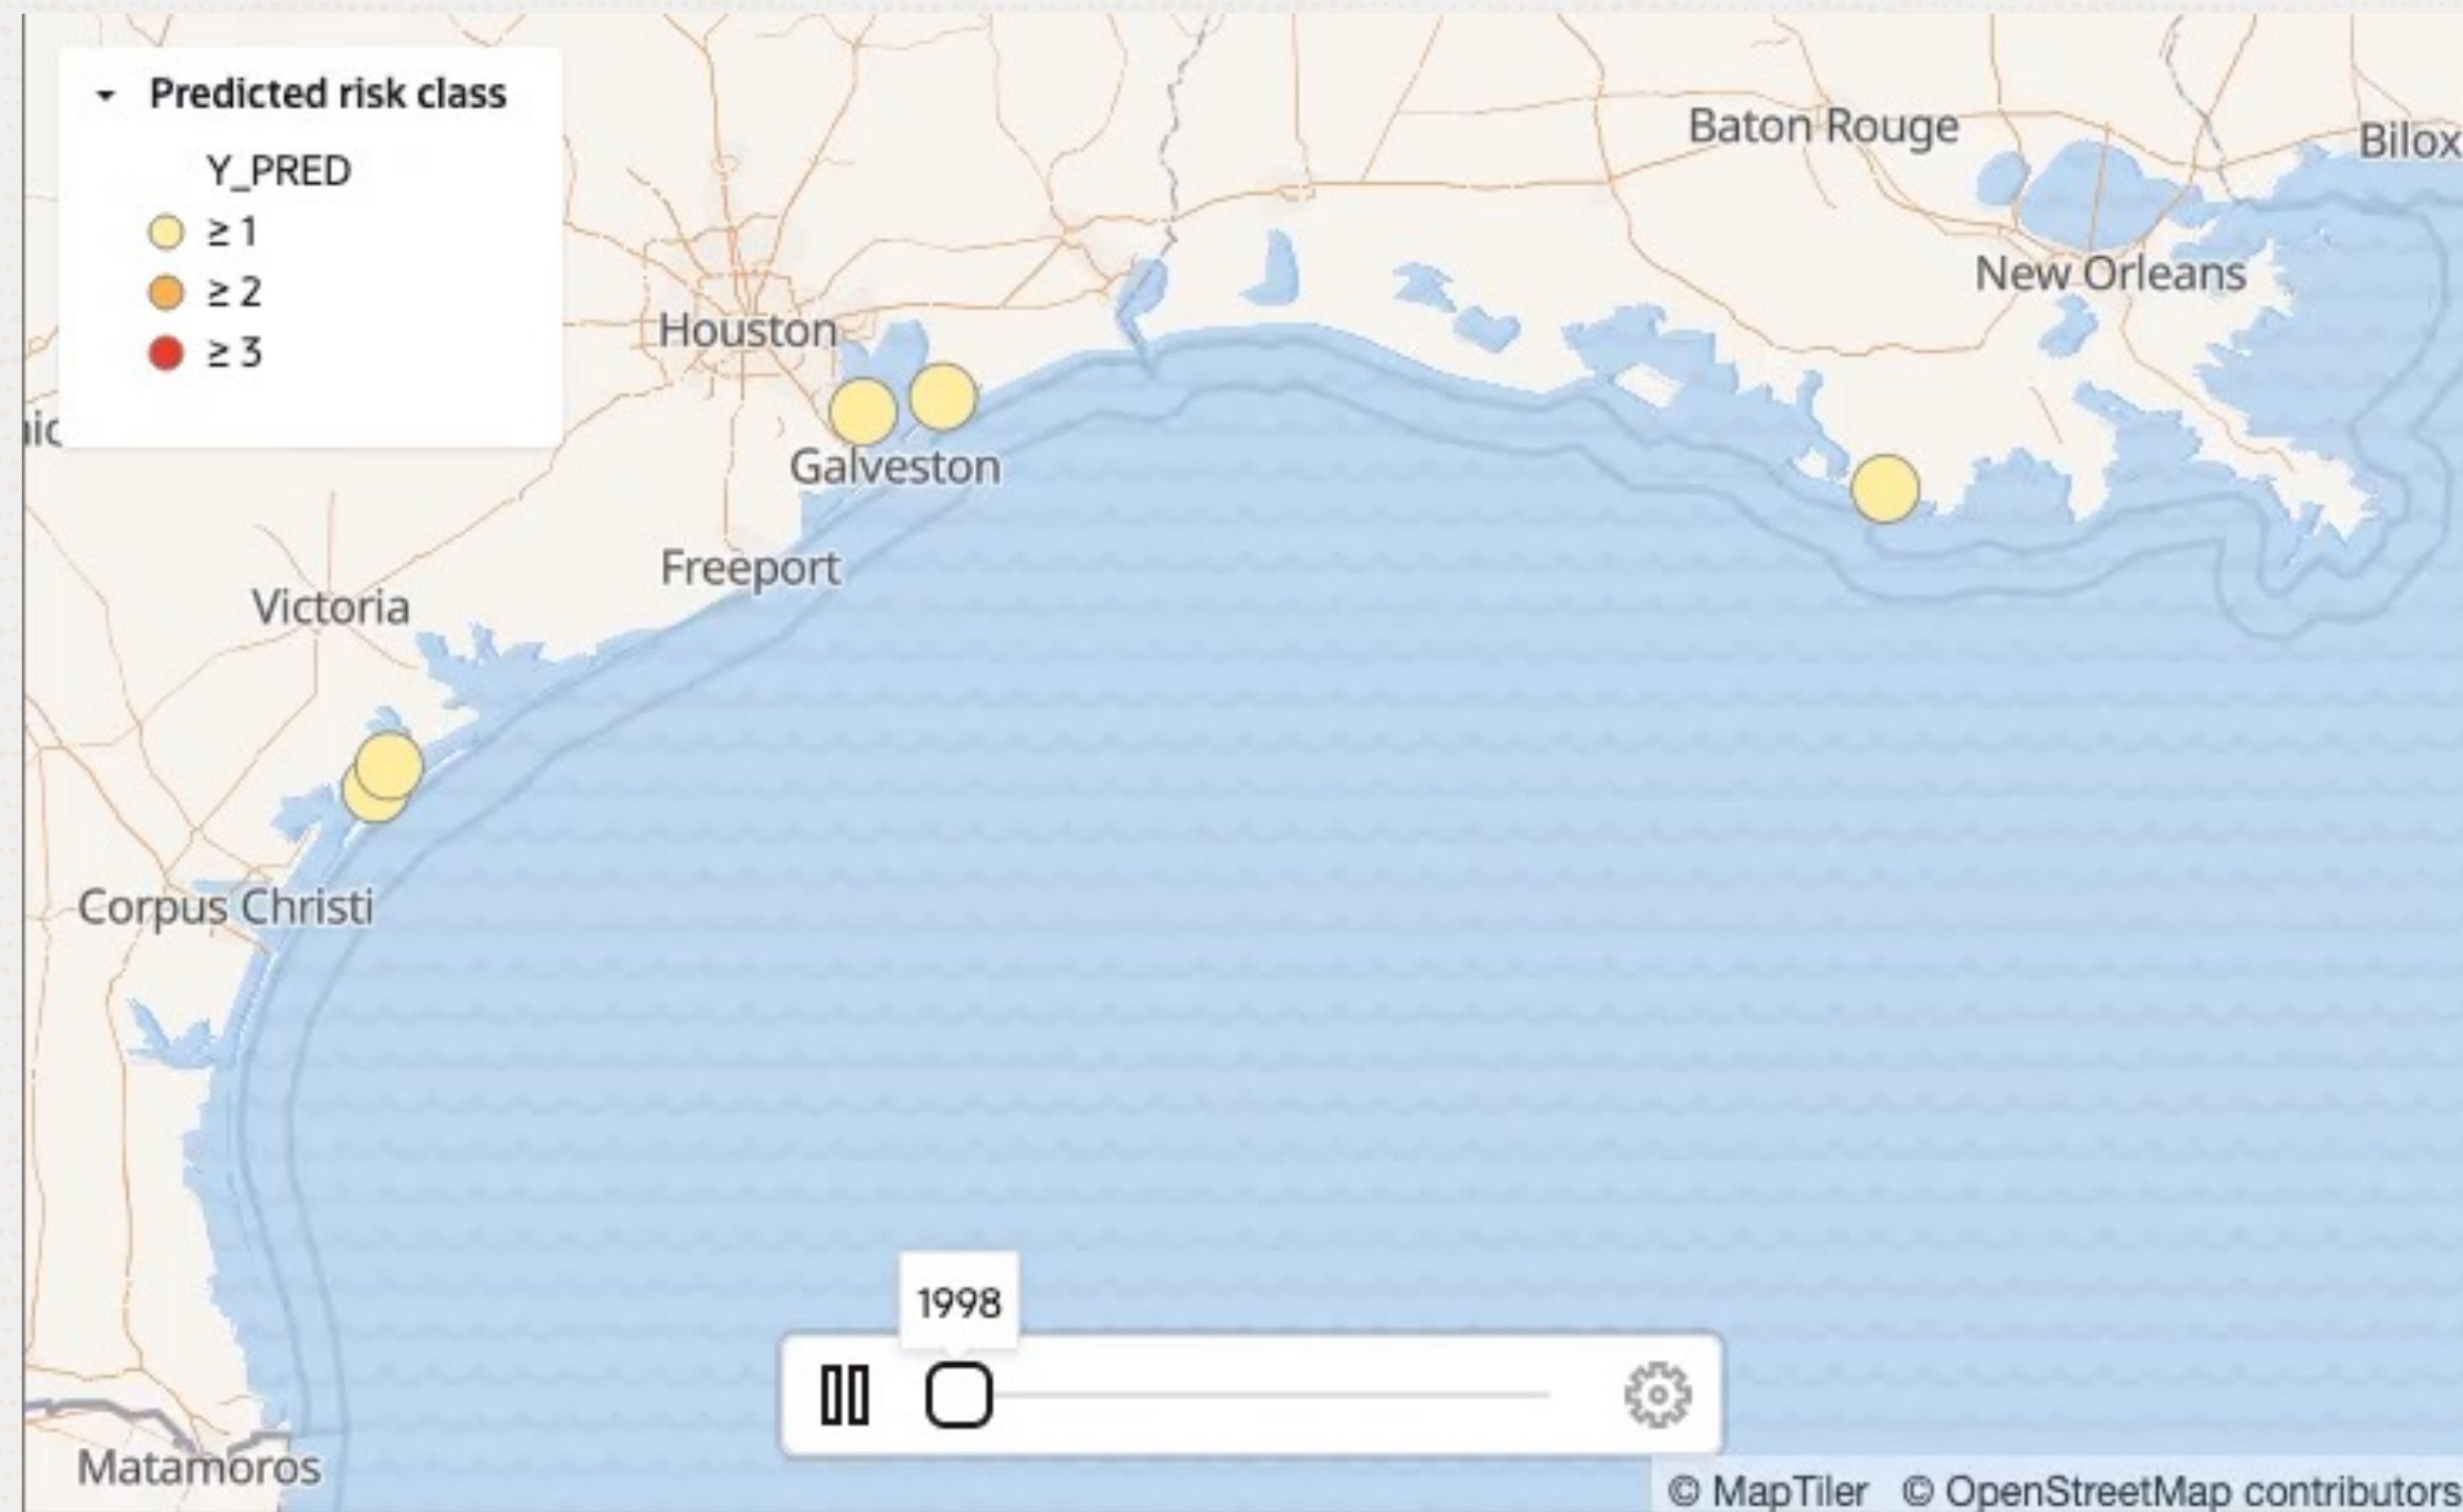 Predicted risk class
Y_PRED
≥ 1
≥ 2
≥ 3
Baton Rouge
Bilox
New Orleans
Houston
Galveston
Freeport
Victoria
Corpus Christi
Matamoros
1998
© MapTiler © OpenStreetMap contributors